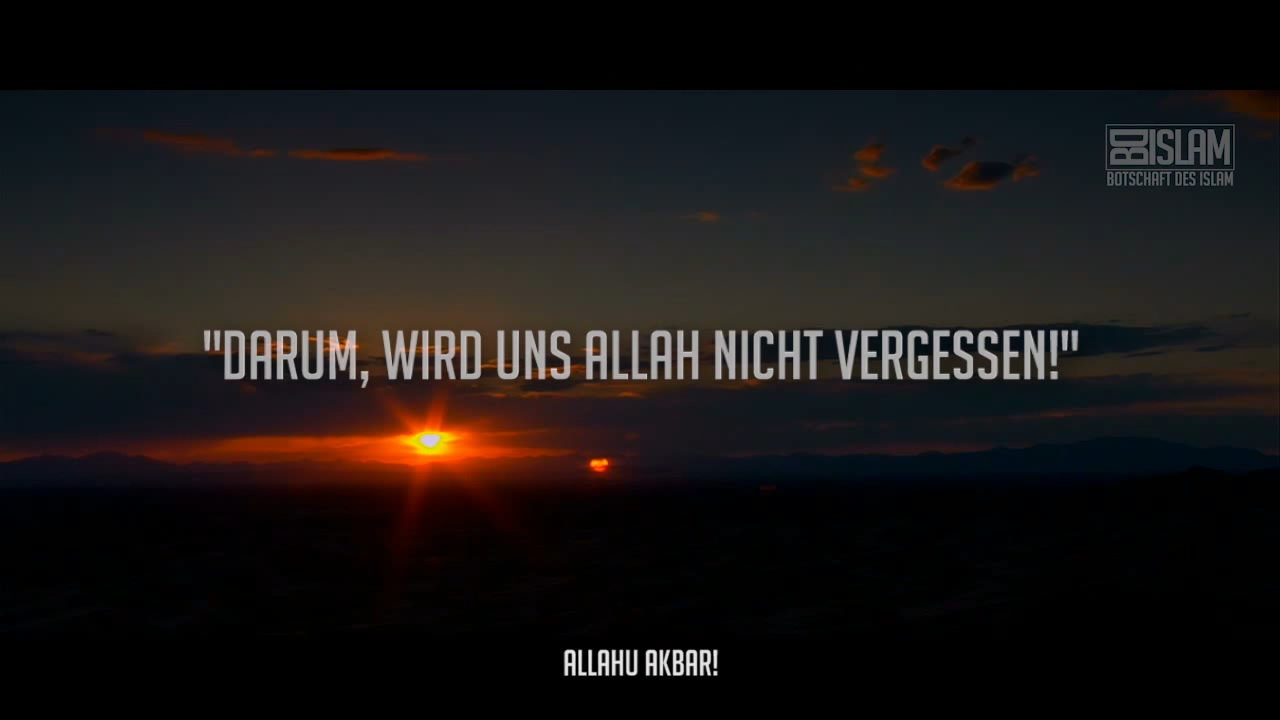 BDISLAM
BOTSCHAFT DES ISLAM
"DARUM, WIRD UNS ALLAH NICHT VERGESSEN!"
ALLAHU AKBAR!